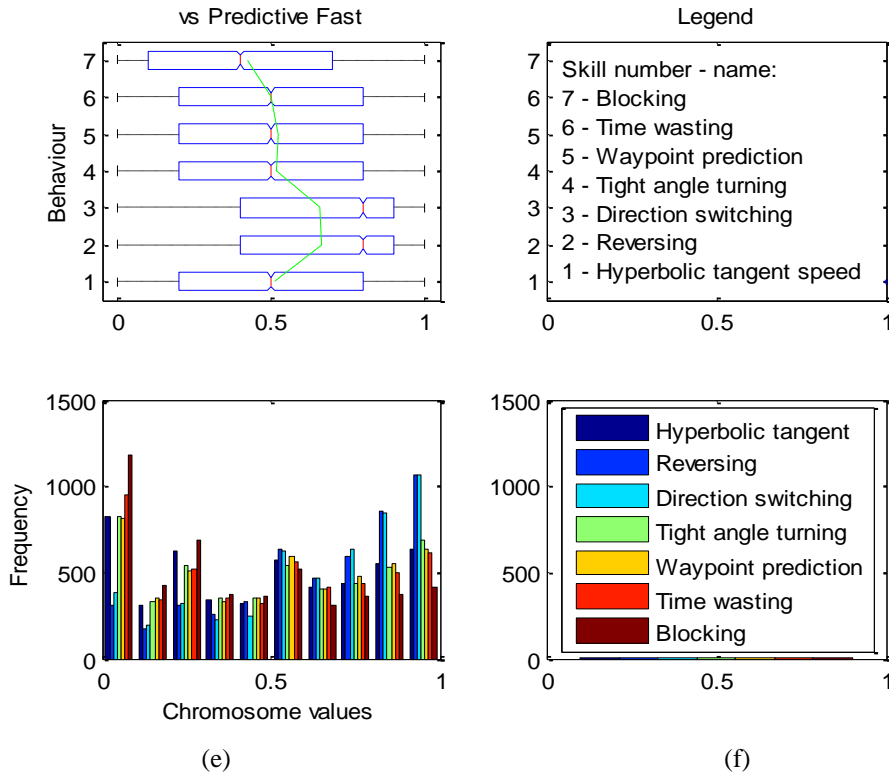 vs Predictive Fast
Legend
7
6
5
4
3
2
1
Behaviour
0
0.5
1
7
6
5
4
3
2
1
Skill number - name:
7 - Blocking
6 - Time wasting
5 - Waypoint prediction
4 - Tight angle turning
3 - Direction switching
2 - Reversing
1 - Hyperbolic tangent speed
0
0.5
1
1500
1000
500
0
Frequency
0
0.5
1
Chromosome values
1500
1000
500
0
Hyperbolic tangent
Reversing
Direction switching
Tight angle turning
Waypoint prediction
Time wasting
Blocking
0
0.5
1
(e)
(f)